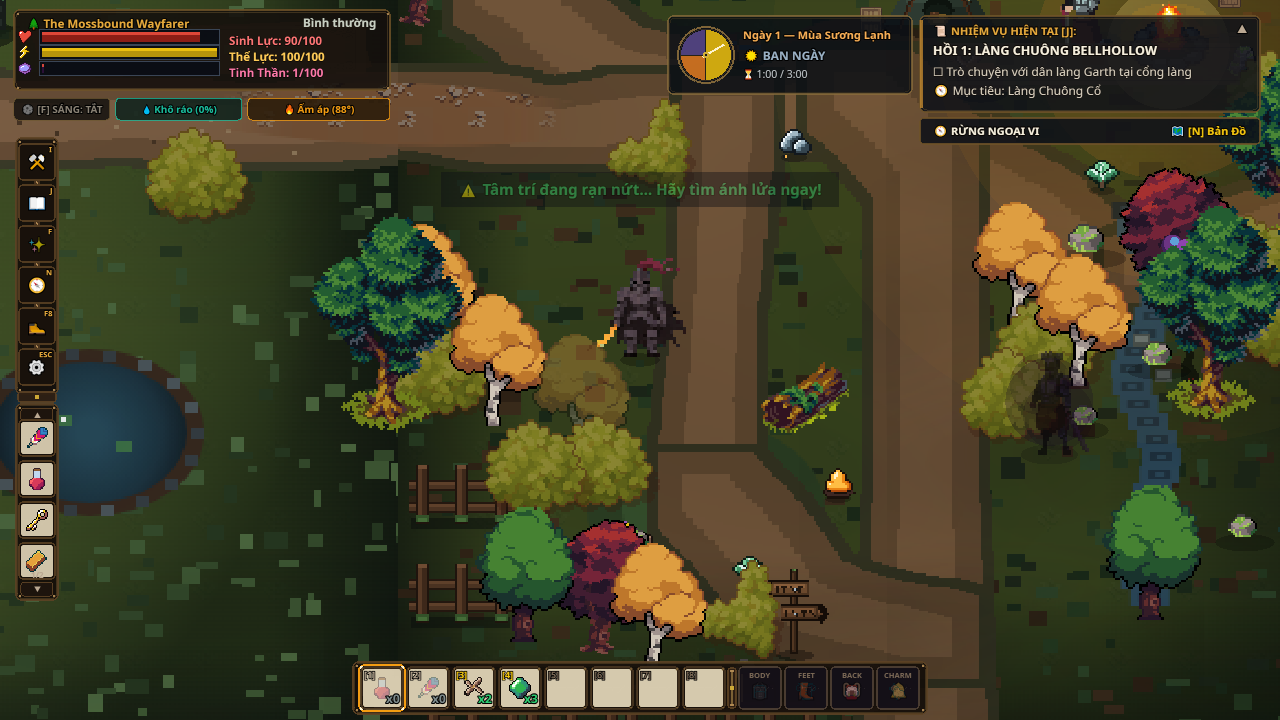 The Mossbound Wayfarer
Bình thường
Sinh Lực: 90/100
Thể Lực: 100/100
Tinh Thần: 1/100
[F] SÁNG: TẮT
Khô ráo (0%)
Ấm áp (88°)
Ngày 1 — Mùa Sương Lạnh
BAN NGÀY
1:00 / 3:00
NHIỆM VỤ HIỆN TẠI [J]:
HỒI 1: LÀNG CHUÔNG BELLHOLLOW
Trò chuyện với dân làng Garth tại cổng làng
Mục tiêu: Làng Chuông Cổ
RỪNG NGOẠI VI
[N] Bản Đồ
Tâm trí đang rạn nứt... Hãy tìm ánh lửa ngay!
I
J
F
N
F8
ESC
[1]
x0
[2]
x0
[3]
x2
[4]
x3
[5]
[6]
[7]
[8]
BODY
FEET
BACK
CHARM